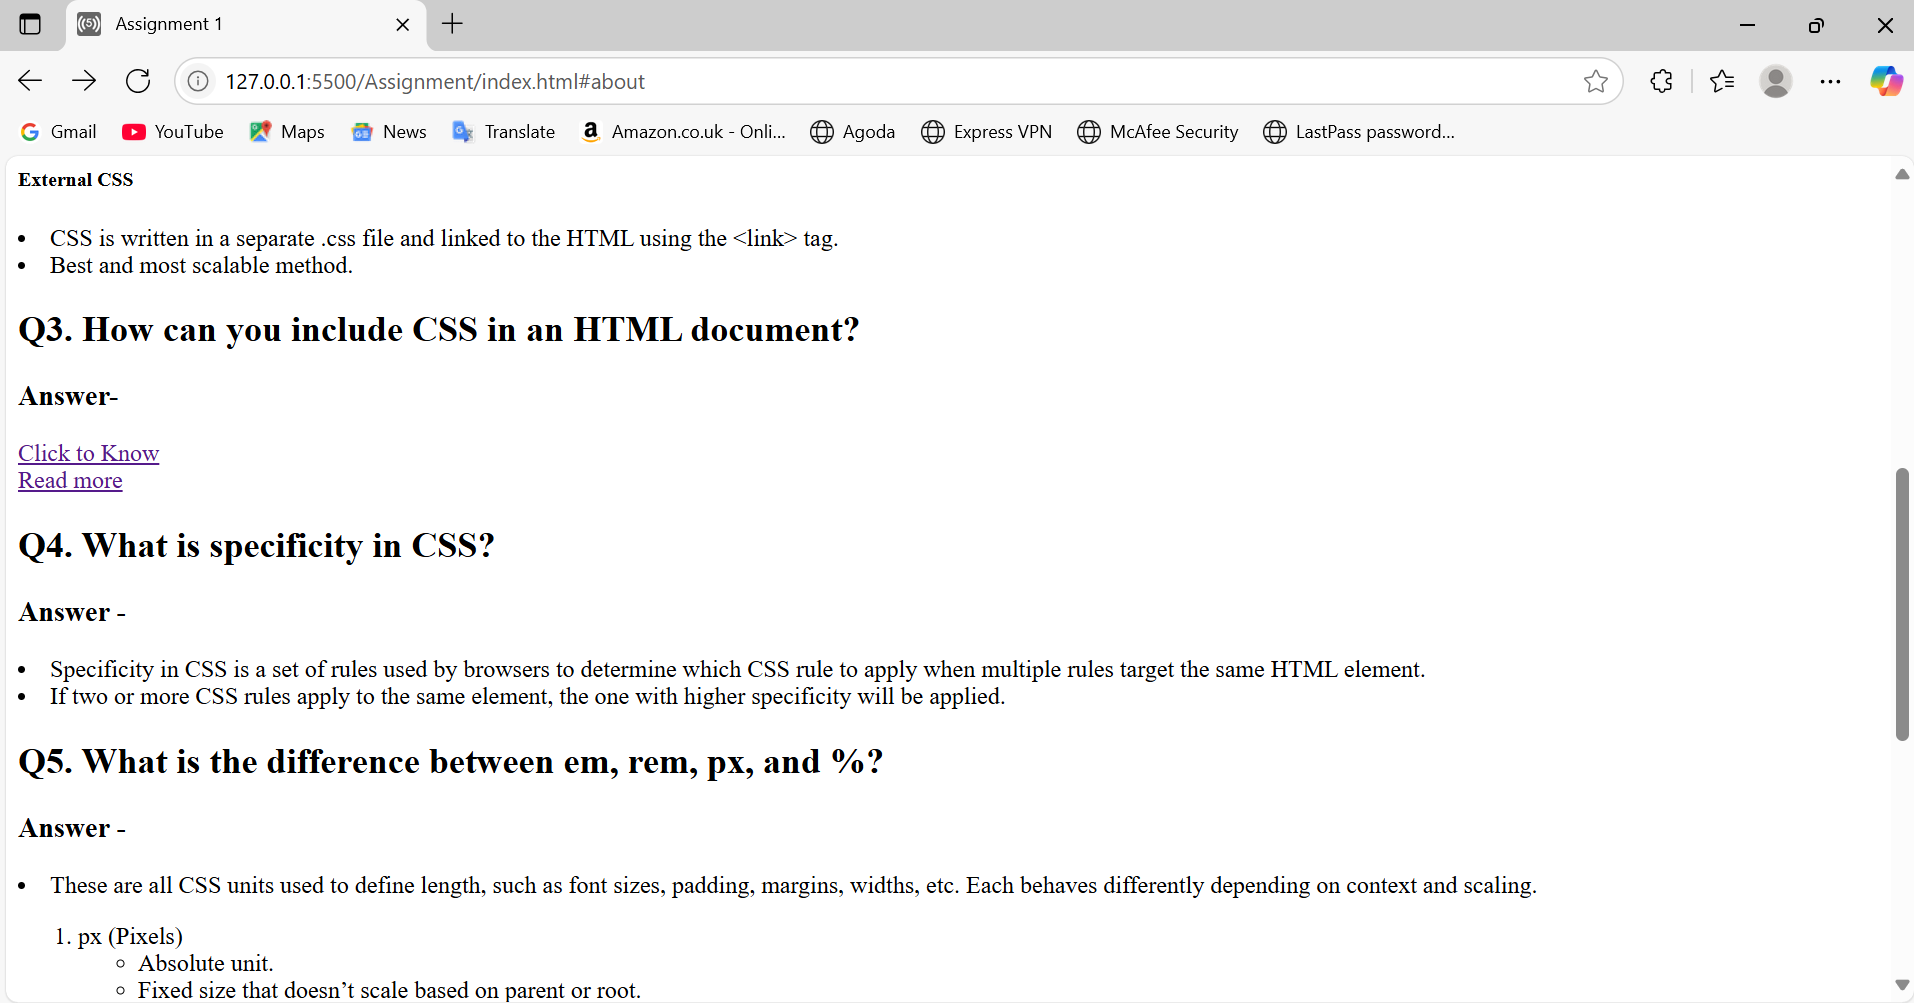 Assignment 1
127.0.0.1:5500/Assignment/index.html#about
Gmail YouTube Maps News Translate Amazon.co.uk - Onli... Agoda Express VPN McAfee Security LastPass password...
External CSS
• CSS is written in a separate .css file and linked to the HTML using the <link> tag.
• Best and most scalable method.
Q3. How can you include CSS in an HTML document?
Answer-
Click to Know
Read more
Q4. What is specificity in CSS?
Answer -
• Specificity in CSS is a set of rules used by browsers to determine which CSS rule to apply when multiple rules target the same HTML element.
• If two or more CSS rules apply to the same element, the one with higher specificity will be applied.
Q5. What is the difference between em, rem, px, and %?
Answer -
• These are all CSS units used to define length, such as font sizes, padding, margins, widths, etc. Each behaves differently depending on context and scaling.
1. px (Pixels)
◦ Absolute unit.
◦ Fixed size that doesn’t scale based on parent or root.